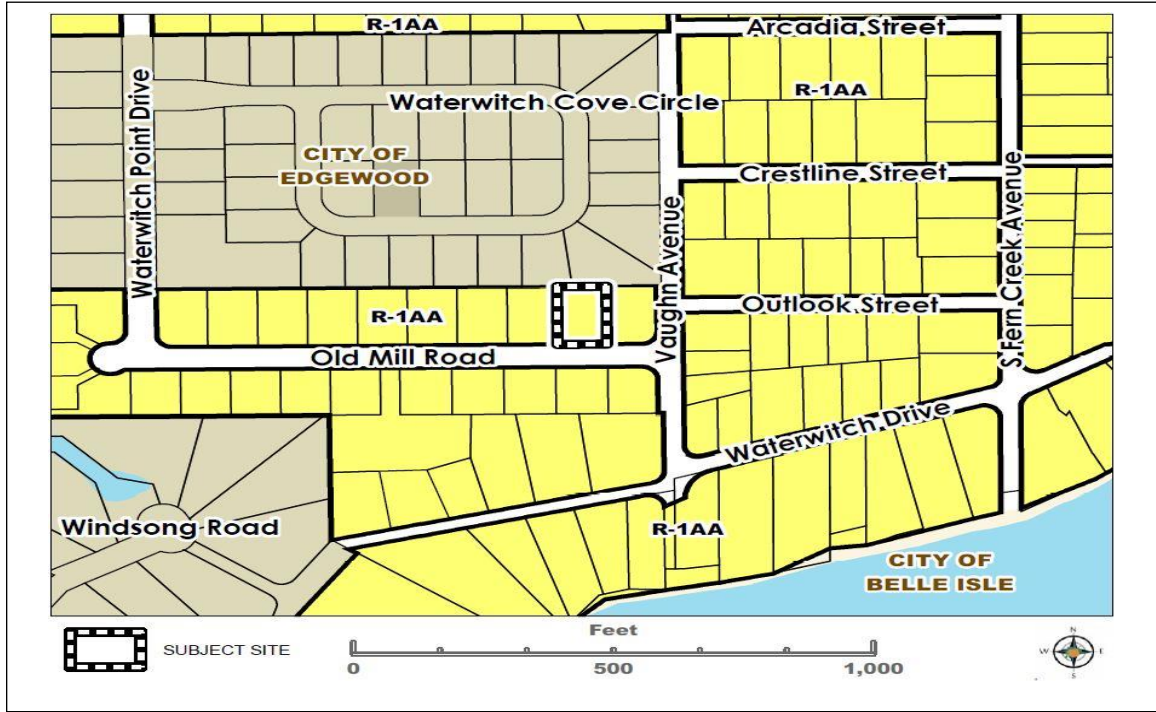 R-1AA
Arcadia Street
R-1AA
Waterwitch Cove Circle
CITY OF
EDGEWOOD
Waterwitch Point Drive
Crestline Street
Vaughn Avenue
S Fern Creek Avenue
Outlook Street
R-1AA
Old Mill Road
Waterwitch Drive
Windsong Road
R-1AA
CITY OF
BELLE ISLE
SUBJECT SITE
Feet
0 500 1,000
N
W E
S